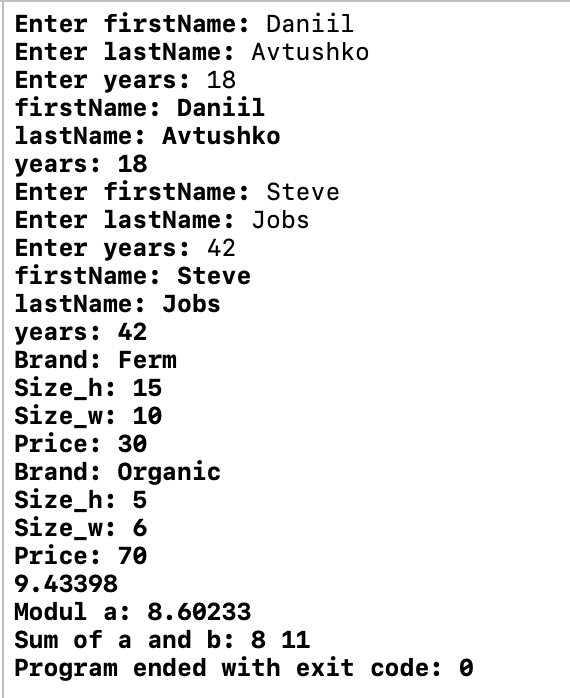 Enter firstName: Daniil
Enter lastName: Avtushko
Enter years: 18
firstName: Daniil
lastName: Avtushko
years: 18
Enter firstName: Steve
Enter lastName: Jobs
Enter years: 42
firstName: Steve
lastName: Jobs
years: 42
Brand: Ferm
Size_h: 15
Size_w: 10
Price: 30
Brand: Organic
Size_h: 5
Size_w: 6
Price: 70
9.43398
Modul a: 8.60233
Sum of a and b: 8 11
Program ended with exit code: 0